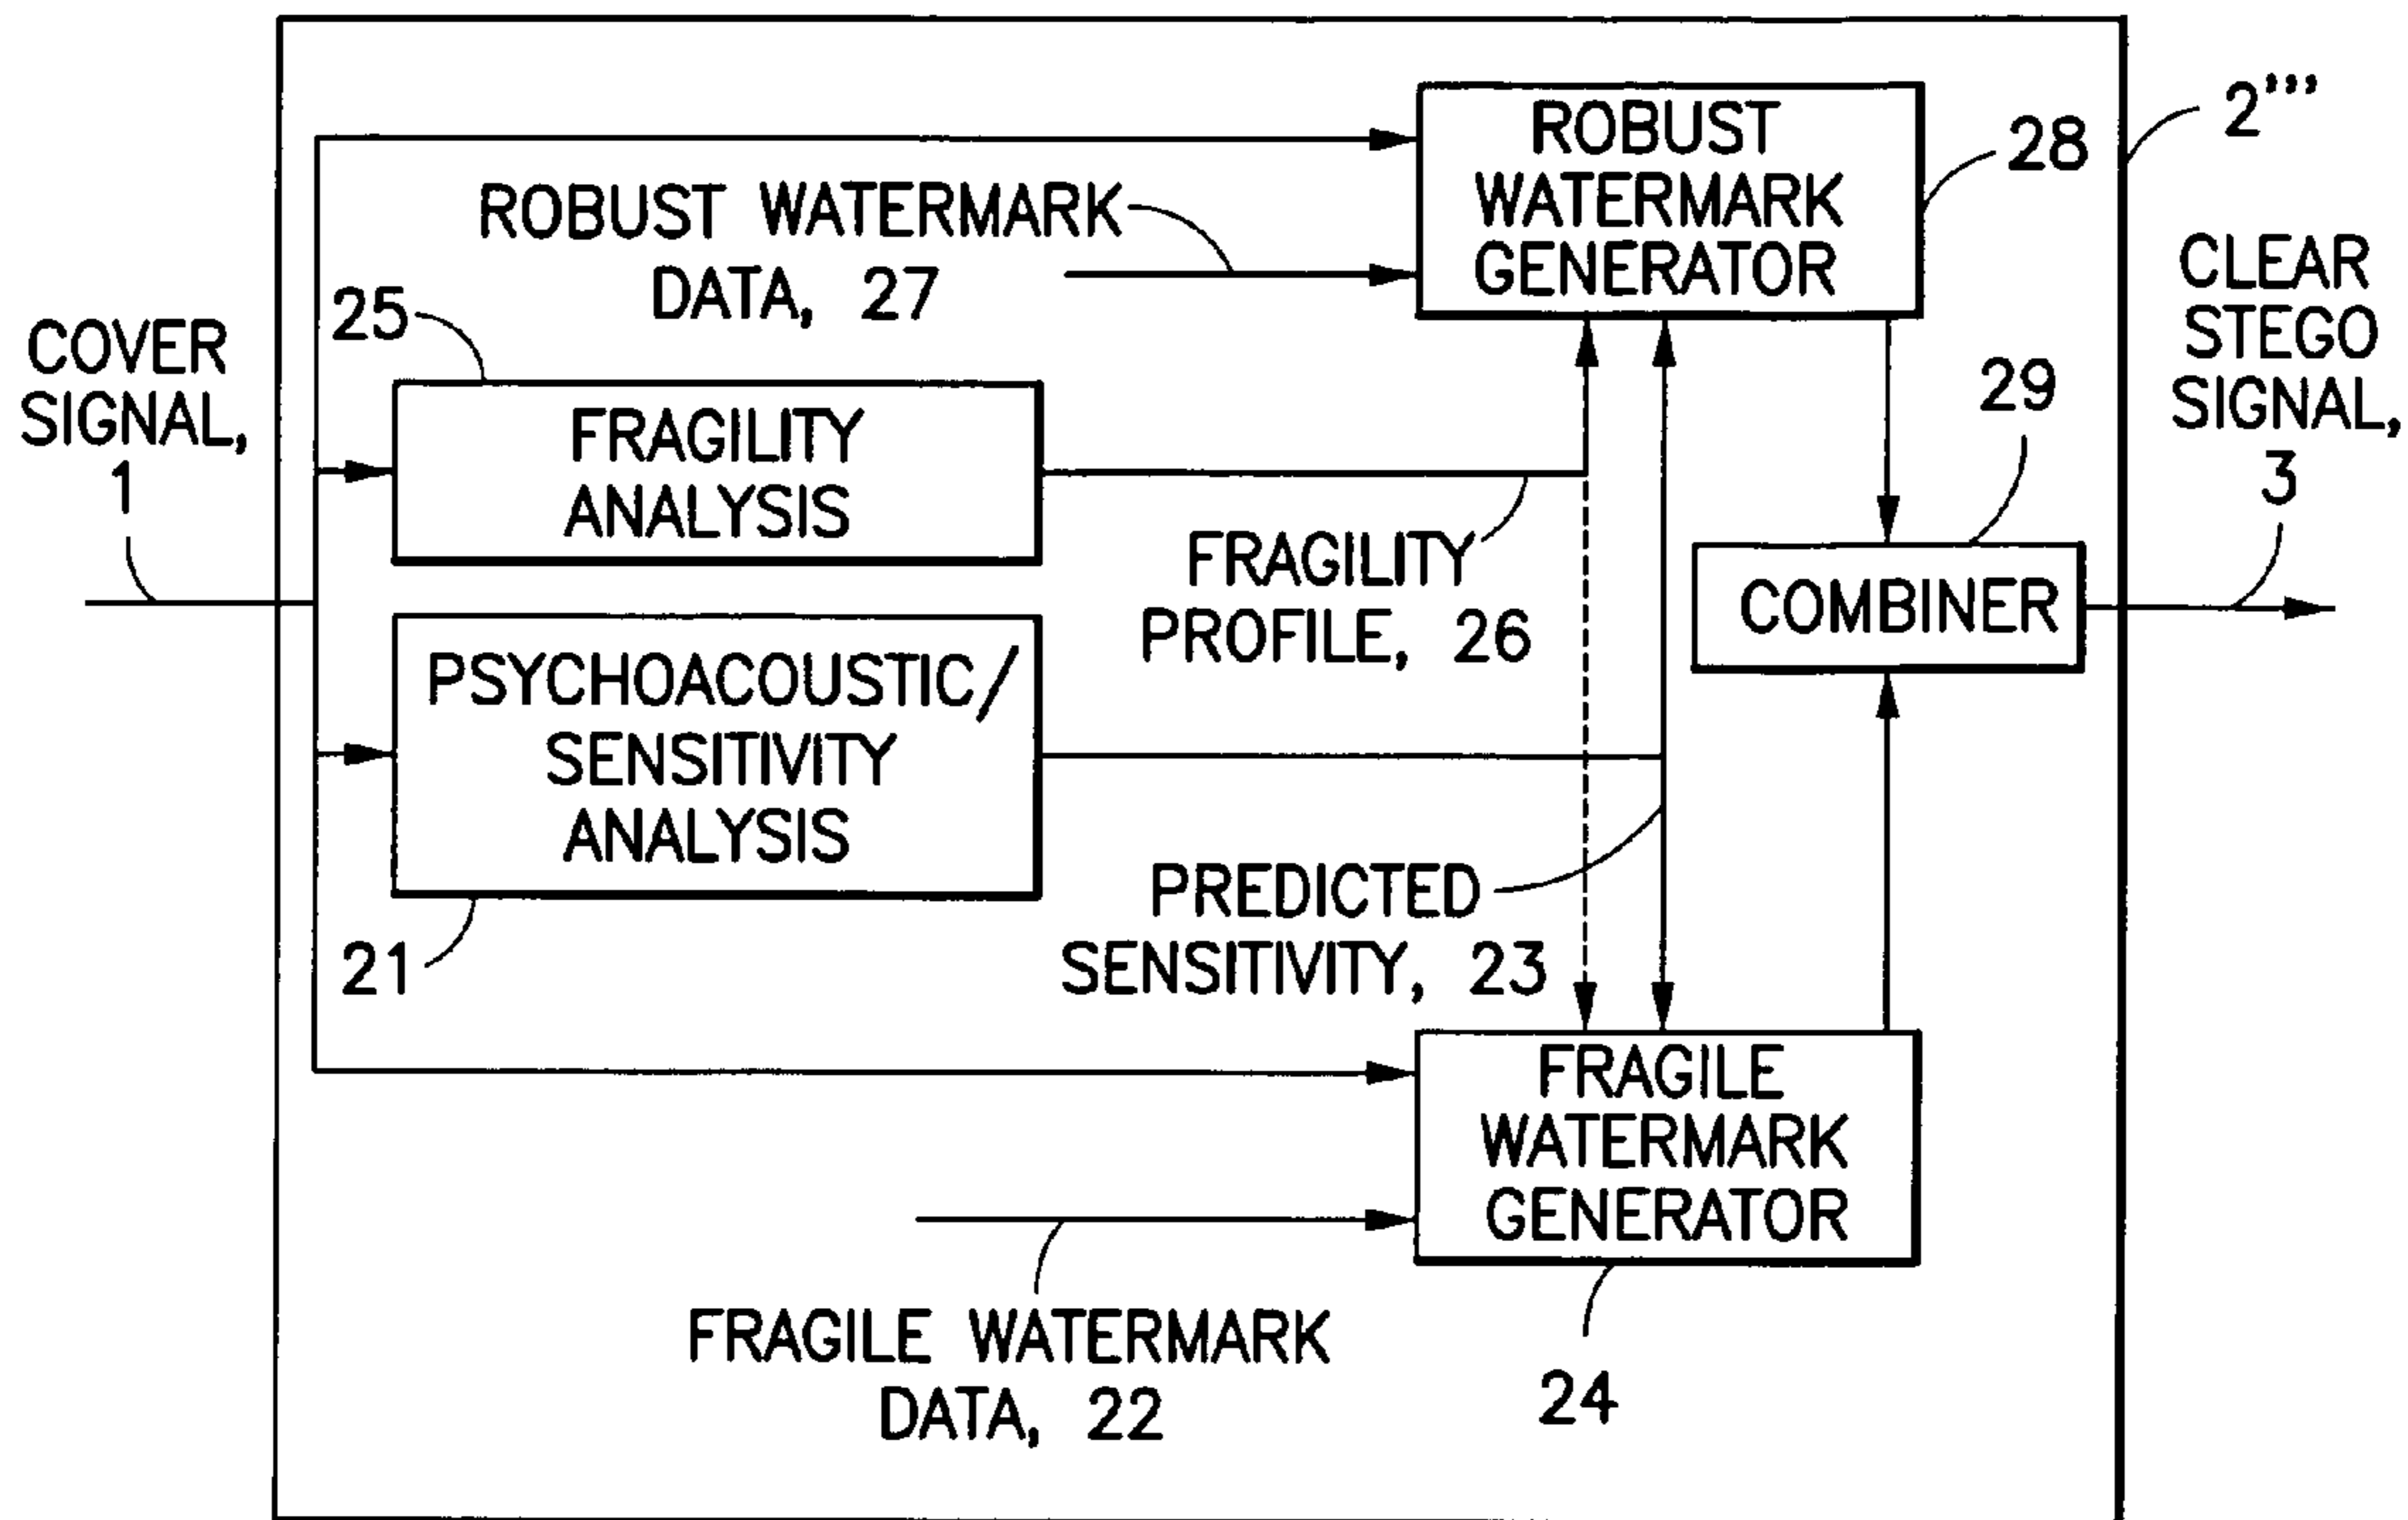 2'''
ROBUST
WATERMARK
GENERATOR
28
ROBUST WATERMARK
DATA, 27
CLEAR
STEGO
SIGNAL,
3
25
COVER
SIGNAL,
1
29
FRAGILITY
ANALYSIS
FRAGILITY
PROFILE, 26
COMBINER
PSYCHOACOUSTIC/
SENSITIVITY
ANALYSIS
21
PREDICTED
SENSITIVITY, 23
FRAGILE
WATERMARK
GENERATOR
24
FRAGILE WATERMARK
DATA, 22